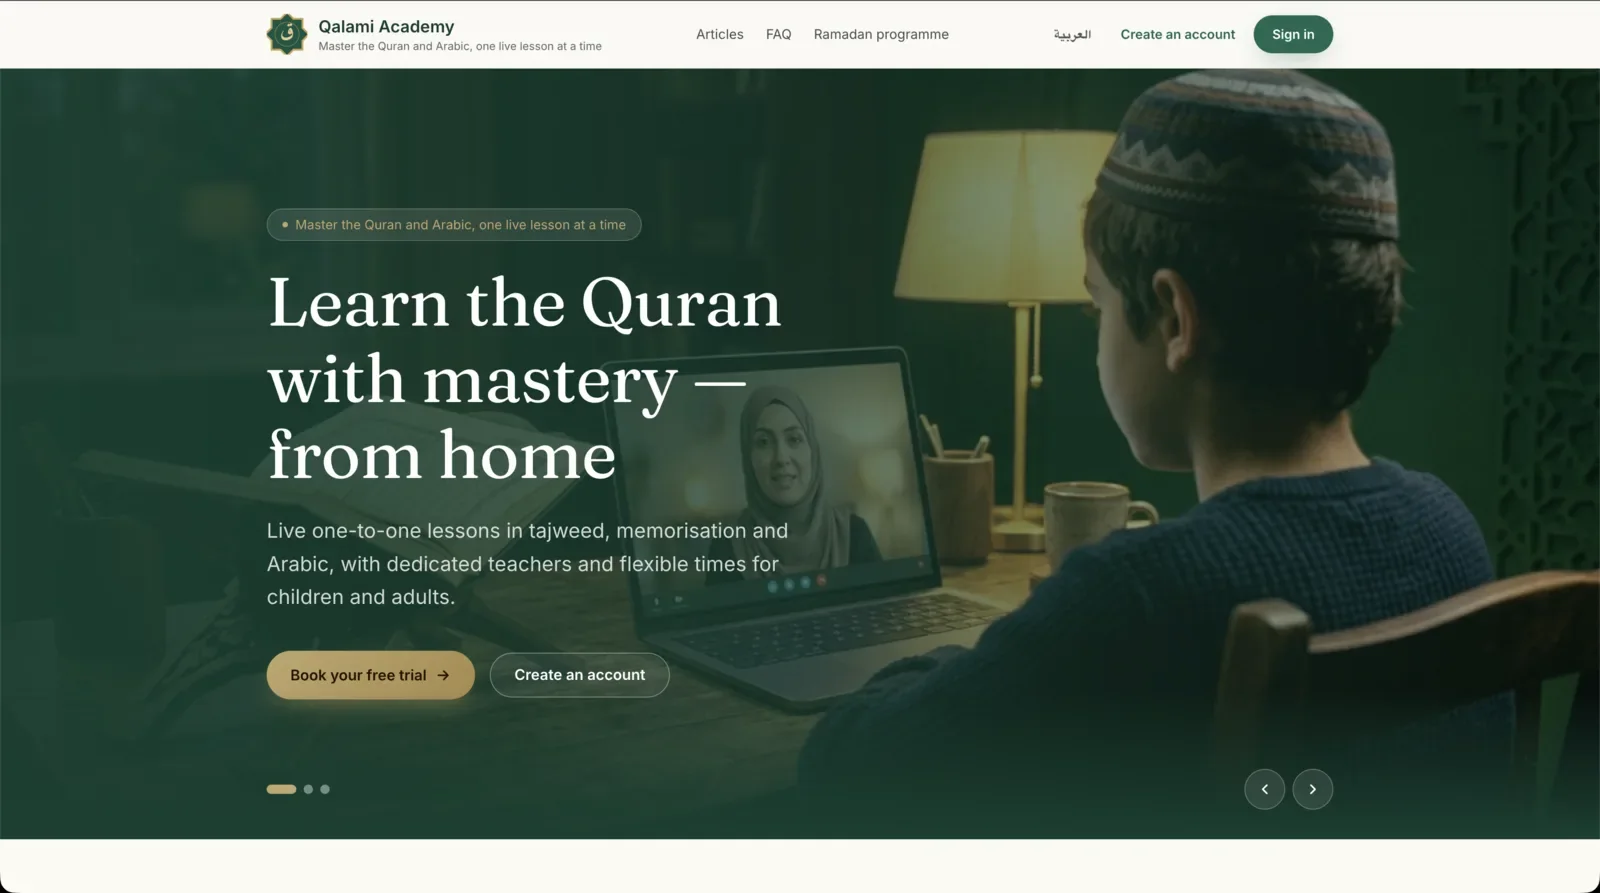 ق
Qalami Academy
Master the Quran and Arabic, one live lesson at a time
Articles
FAQ
Ramadan programme
العربية
Create an account
Sign in
Master the Quran and Arabic, one live lesson at a time
Learn the Quran
with mastery —
from home
Live one-to-one lessons in tajweed, memorisation and
Arabic, with dedicated teachers and flexible times for
children and adults.
Book your free trial →
Create an account